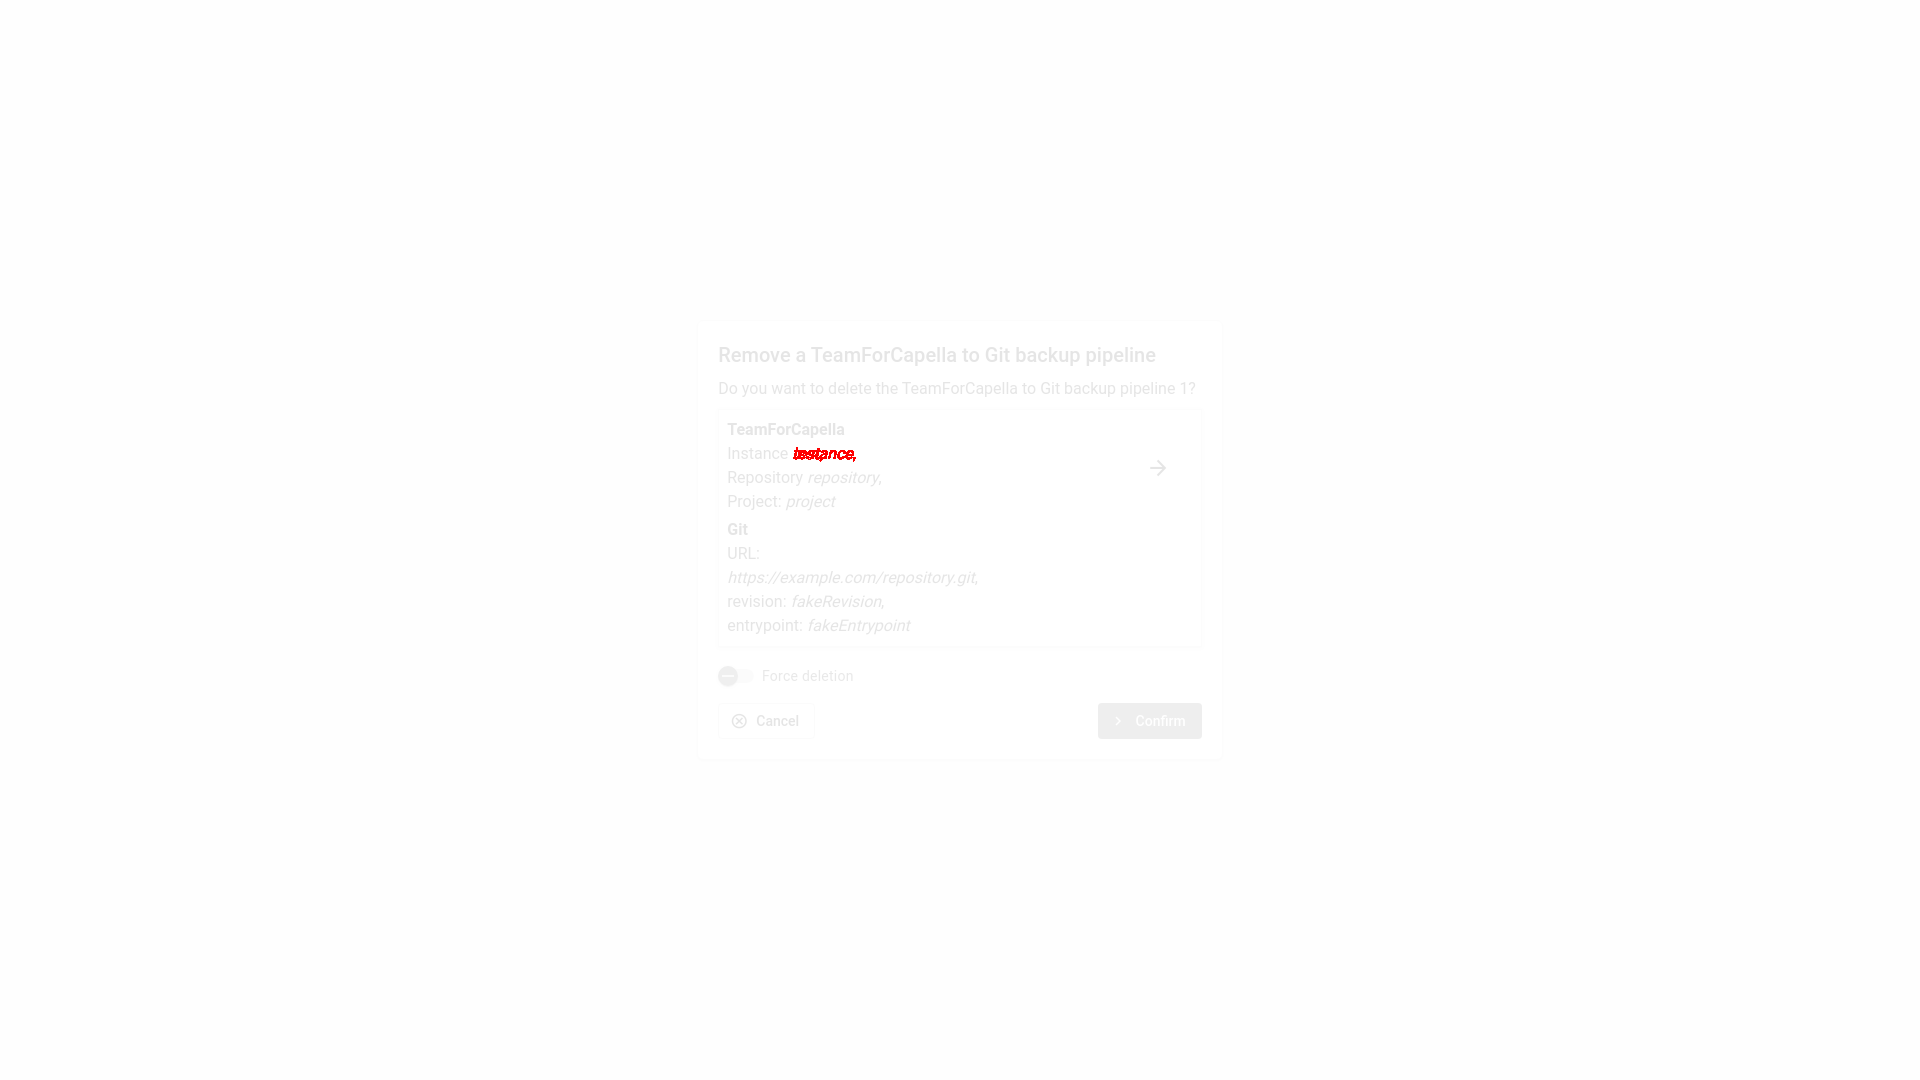 Remove a TeamForCapella to Git backup pipeline
Do you want to delete the TeamForCapella to Git backup pipeline 1?
TeamForCapella
Instance
Repository repository,
Project: project
Git
URL:
https://example.com/repository.git,
revision: fakeRevision,
entrypoint: fakeEntrypoint
Force deletion
Cancel
Confirm